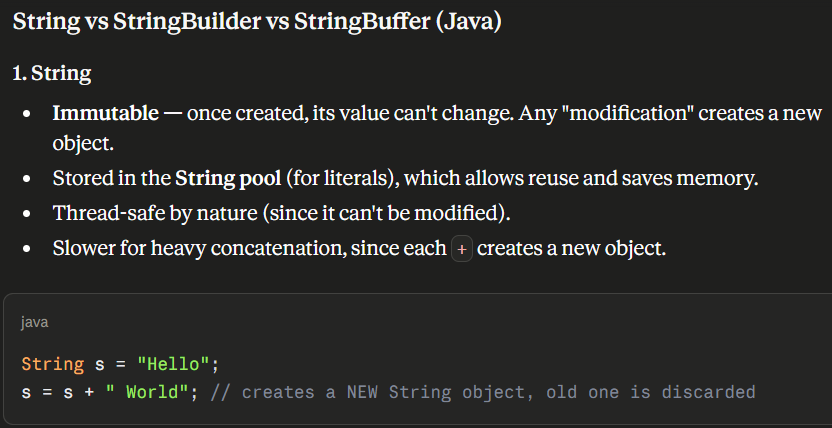 String vs StringBuilder vs StringBuffer (Java)
1. String
• Immutable — once created, its value can't change. Any "modification" creates a new
object.
• Stored in the String pool (for literals), which allows reuse and saves memory.
• Thread-safe by nature (since it can't be modified).
• Slower for heavy concatenation, since each + creates a new object.
java
String s = "Hello";
s = s + " World"; // creates a NEW String object, old one is discarded